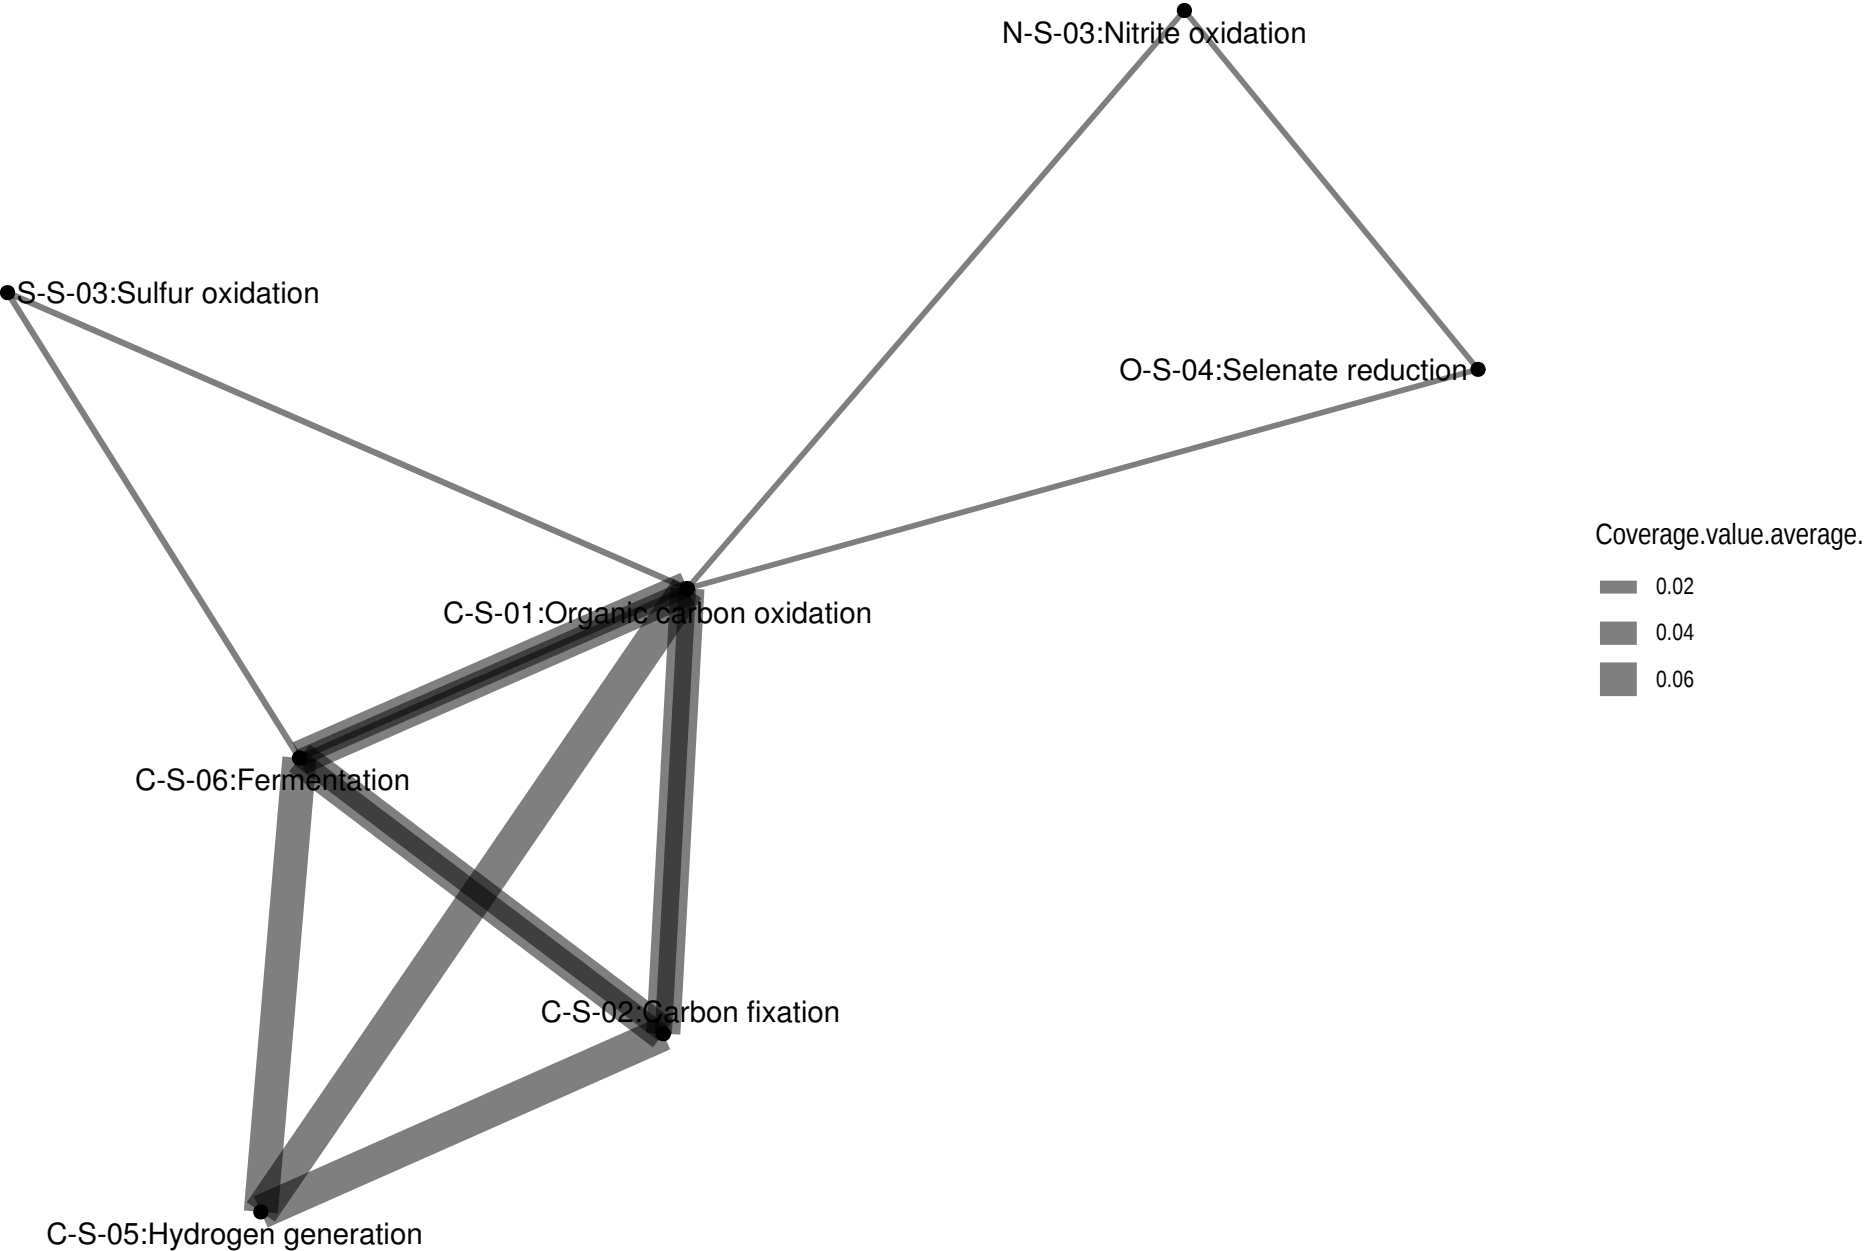 N-S-03:Nitrite oxidation
S-S-03:Sulfur oxidation
O-S-04:Selenate reduction
Coverage.value.average.
0.02
0.04
0.06
C-S-01:Organic carbon oxidation
C-S-06:Fermentation
C-S-02:Carbon fixation
C-S-05:Hydrogen generation